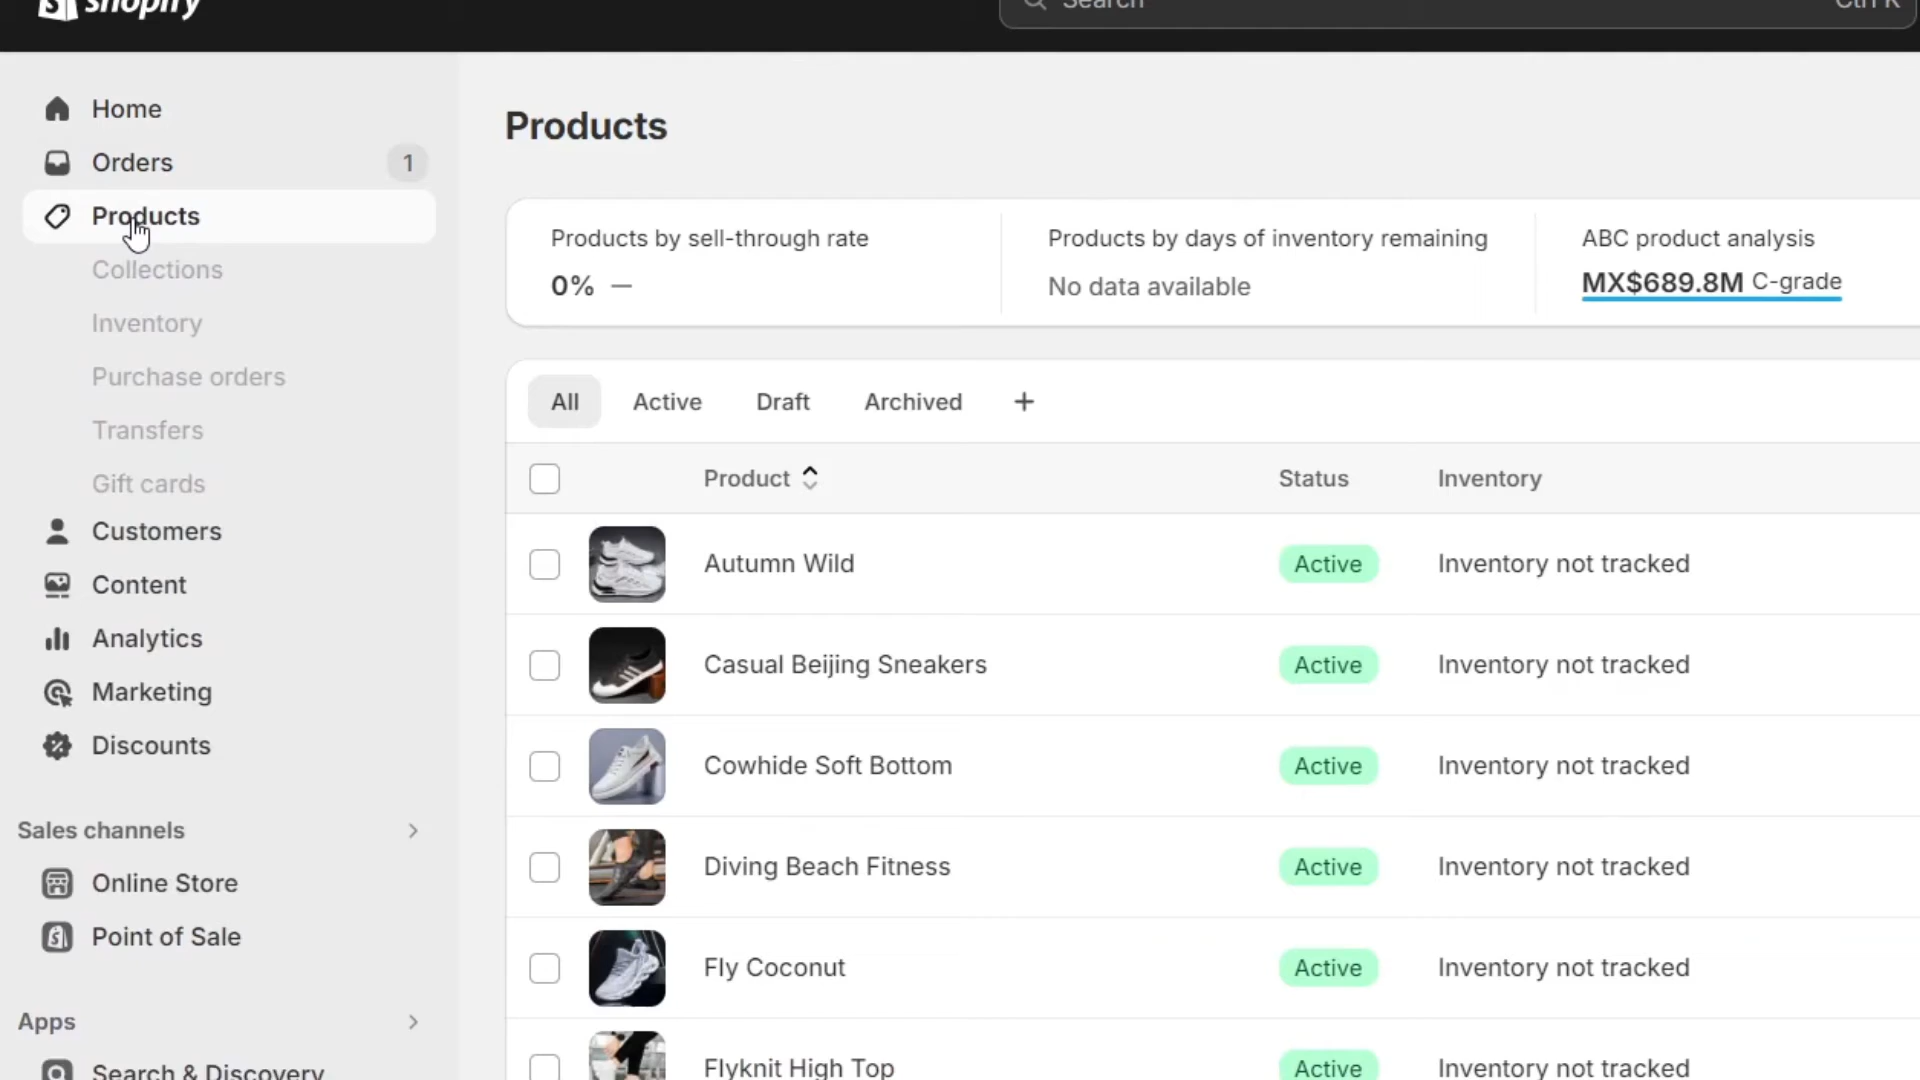 shopify
Search
Ctrl K
Home
Orders
1
Products
Collections
Inventory
Purchase orders
Transfers
Gift cards
Customers
Content
Analytics
Marketing
Discounts
Sales channels
Online Store
Point of Sale
Apps
Search & Discovery
Products
Products by sell-through rate
0% —
Products by days of inventory remaining
No data available
ABC product analysis
MX$689.8M C-grade
All Active Draft Archived +
Product Status Inventory
Autumn Wild Active Inventory not tracked
Casual Beijing Sneakers Active Inventory not tracked
Cowhide Soft Bottom Active Inventory not tracked
Diving Beach Fitness Active Inventory not tracked
Fly Coconut Active Inventory not tracked
Flyknit High Top Active Inventory not tracked